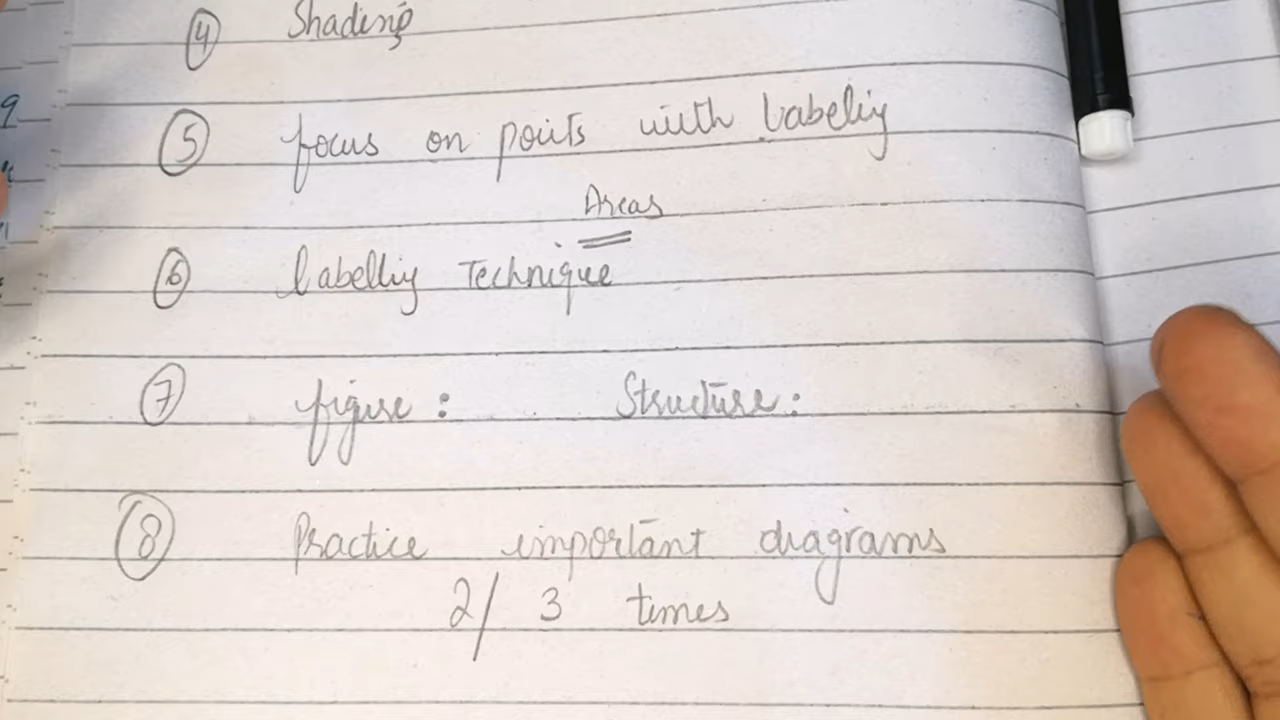 ④ Shading
⑤ focus on points with labeling
Areas
⑥ labelling Technique
⑦ figure : Structure :
⑧ Practice important diagrams
2/ 3 times